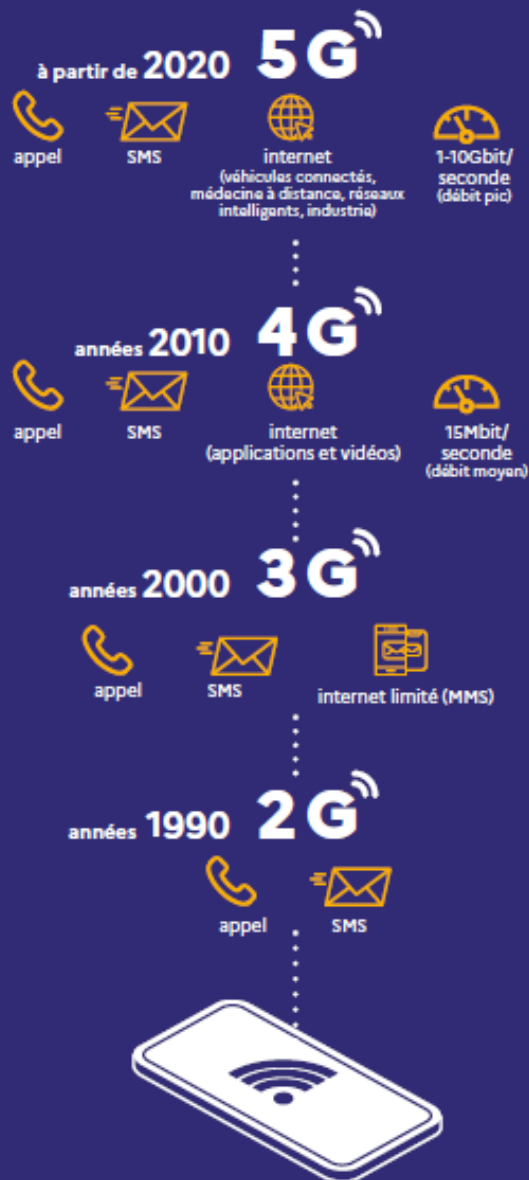 à partir de 2020 5G
appel
SMS
internet
(véhicules connectés,
médecine à distance, réseaux
intelligents, industrie)
1-10Gbit/
seconde
(débit pic)
années 2010 4G
appel
SMS
internet
(applications et vidéos)
15Mbit/
seconde
(débit moyen)
années 2000 3G
appel
SMS
internet limité (MMS)
années 1990 2G
appel
SMS